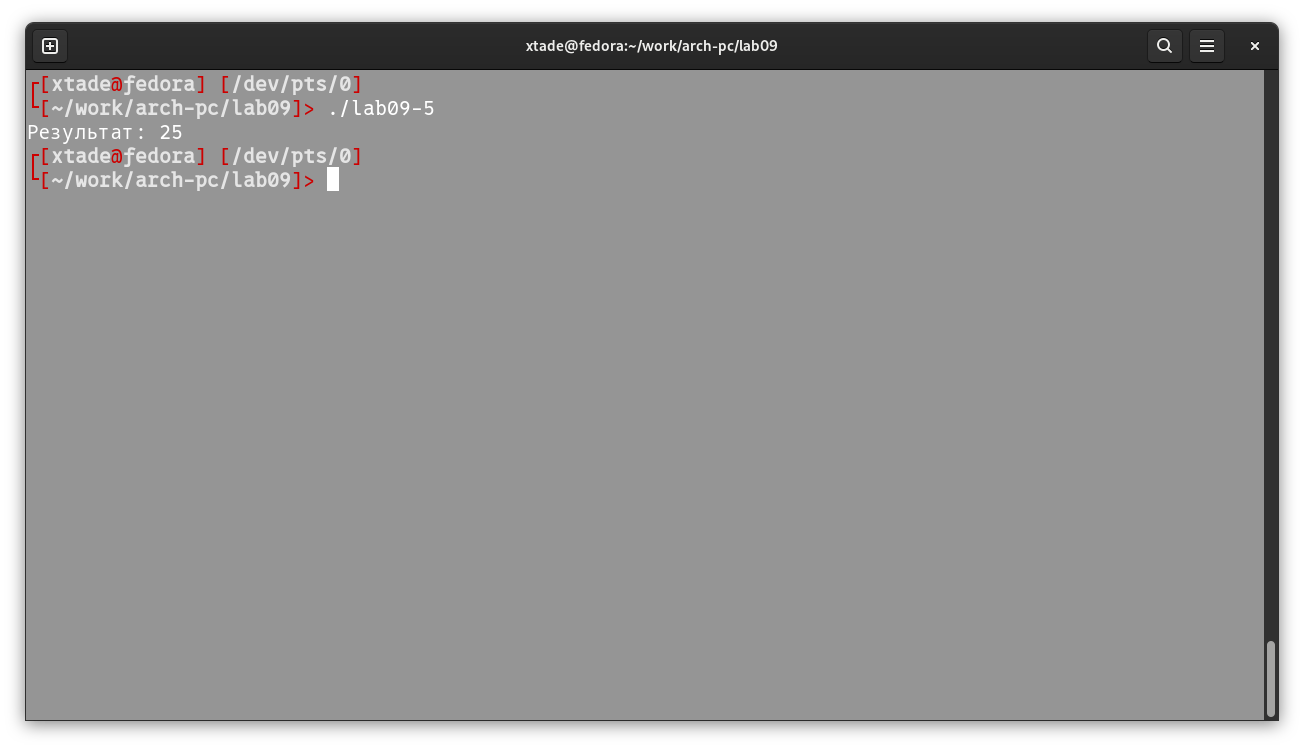 xtade@fedora:~/work/arch-pc/lab09
[xtade@fedora] [/dev/pts/0]
[~/work/arch-pc/lab09]> ./lab09-5
Результат: 25
[xtade@fedora] [/dev/pts/0]
[~/work/arch-pc/lab09]>